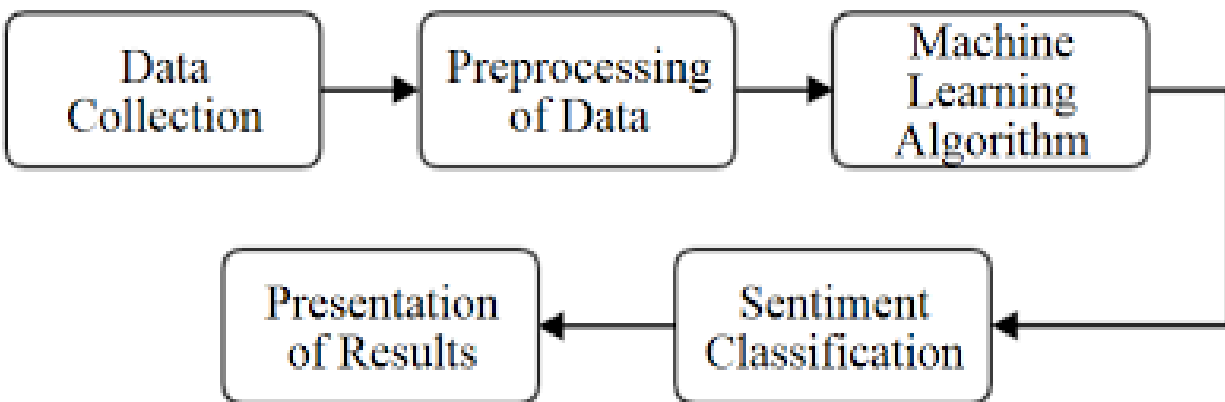 Data
Collection
Preprocessing
of Data
Machine
Learning
Algorithm
Sentiment
Classification
Presentation
of Results